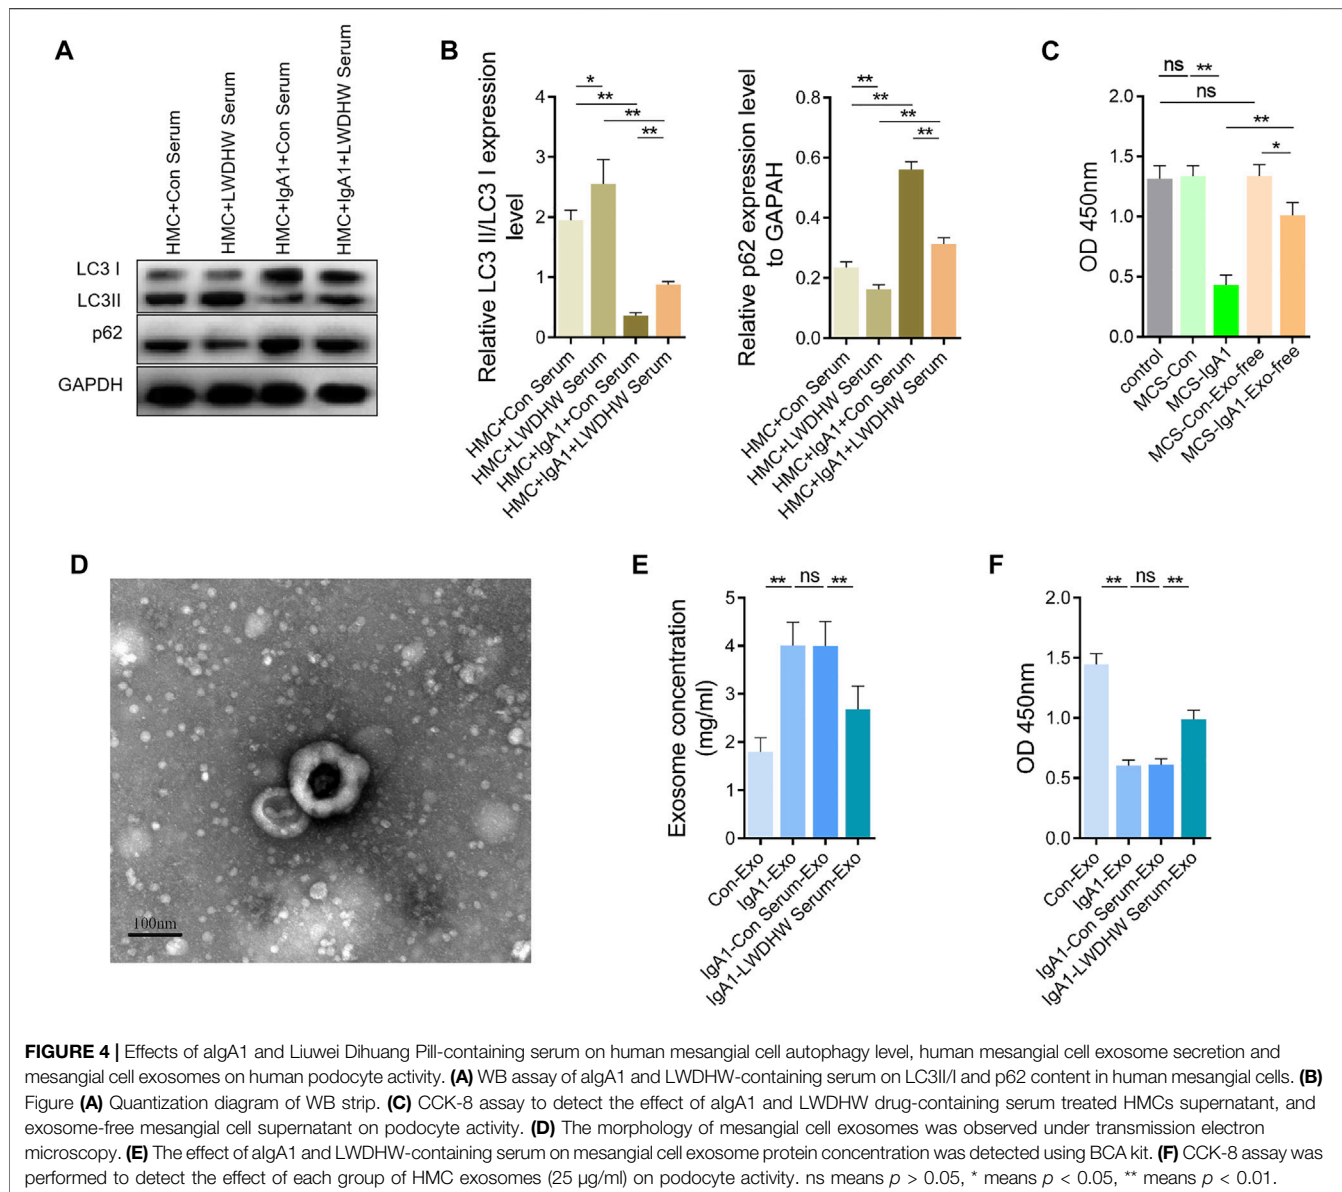 A
HMC+Con Serum
HMC+LWDHW Serum
HMC+IgA1+Con Serum
HMC+IgA1+LWDHW Serum
LC3 I
LC3II
p62
GAPDH
B
Relative LC3 II/LC3 I expression
level
4
3
2
1
0
*
**
**
**
HMC+Con Serum
HMC+LWDHW Serum
HMC+IgA1+Con Serum
HMC+IgA1+LWDHW Serum
Relative p62 expression level
to GAPAH
0.8
0.6
0.4
0.2
0.0
**
**
**
**
HMC+Con Serum
HMC+LWDHW Serum
HMC+IgA1+Con Serum
HMC+IgA1+LWDHW Serum
C
OD 450nm
2.0
1.5
1.0
0.5
0.0
ns **
ns
**
*
control
MCS-Con
MCS-IgA1
MCS-Con-Exo-free
MCS-IgA1-Exo-free
D
100nm
E
Exosome concentration
(mg/ml)
5
4
3
2
1
0
** ns **
Con-Exo
IgA1-Exo
IgA1-Con Serum-Exo
IgA1-LWDHW Serum-Exo
F
OD 450nm
2.0
1.5
1.0
0.5
0.0
** ns **
Con-Exo
IgA1-Exo
IgA1-Con Serum-Exo
IgA1-LWDHW Serum-Exo
FIGURE 4 | Effects of aIgA1 and Liuwei Dihuang Pill-containing serum on human mesangial cell autophagy level, human mesangial cell exosome secretion and
mesangial cell exosomes on human podocyte activity. (A) WB assay of aIgA1 and LWDHW-containing serum on LC3II/I and p62 content in human mesangial cells. (B)
Figure (A) Quantization diagram of WB strip. (C) CCK-8 assay to detect the effect of aIgA1 and LWDHW drug-containing serum treated HMCs supernatant, and
exosome-free mesangial cell supernatant on podocyte activity. (D) The morphology of mesangial cell exosomes was observed under transmission electron
microscopy. (E) The effect of aIgA1 and LWDHW-containing serum on mesangial cell exosome protein concentration was detected using BCA kit. (F) CCK-8 assay was
performed to detect the effect of each group of HMC exosomes (25 μg/ml) on podocyte activity. ns means p > 0.05, * means p < 0.05, ** means p < 0.01.